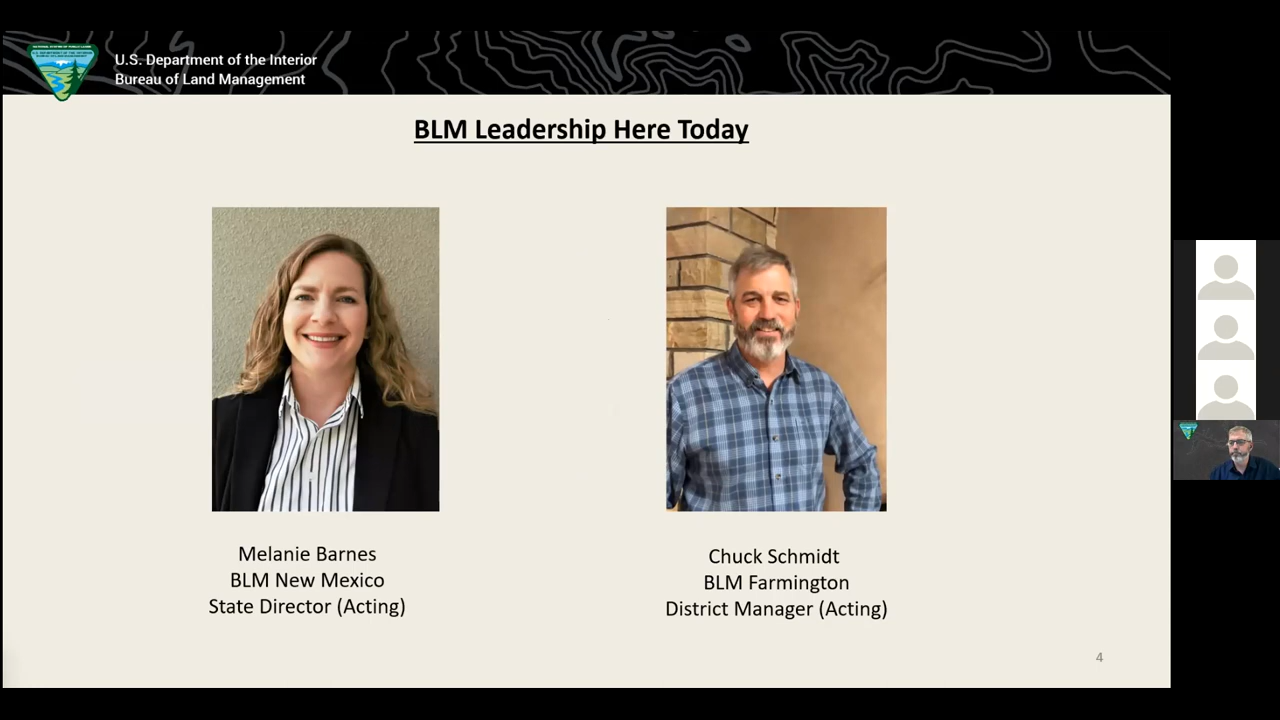 U.S. Department of the Interior
Bureau of Land Management
BLM Leadership Here Today
Melanie Barnes
BLM New Mexico
State Director (Acting)
Chuck Schmidt
BLM Farmington
District Manager (Acting)
4